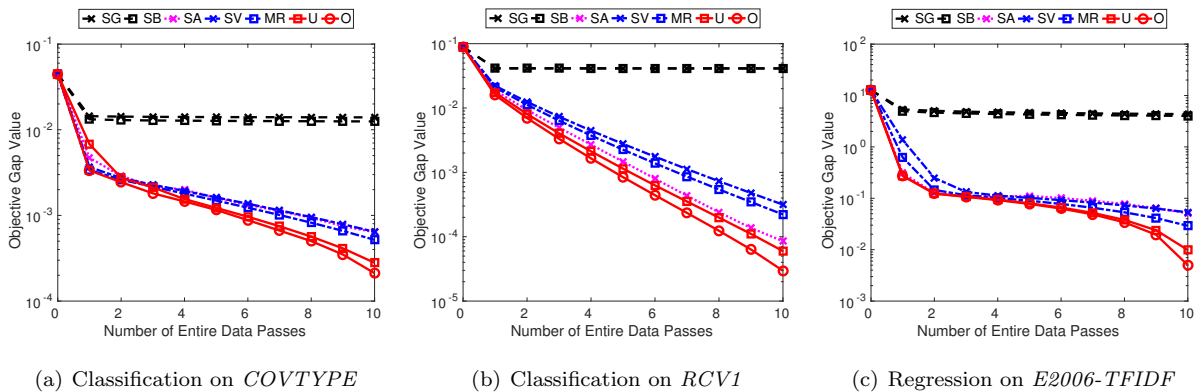 SG SB SA SV MR U O
10^-1
10^-2
10^-3
10^-4
Objective Gap Value
0 2 4 6 8 10
Number of Entire Data Passes
(a) Classification on COVTYPE
SG SB SA SV MR U O
10^-1
10^-2
10^-3
10^-4
10^-5
Objective Gap Value
0 2 4 6 8 10
Number of Entire Data Passes
(b) Classification on RCV1
SG SB SA SV MR U O
10^2
10^1
10^0
10^-1
10^-2
10^-3
Objective Gap Value
0 2 4 6 8 10
Number of Entire Data Passes
(c) Regression on E2006-TFIDF